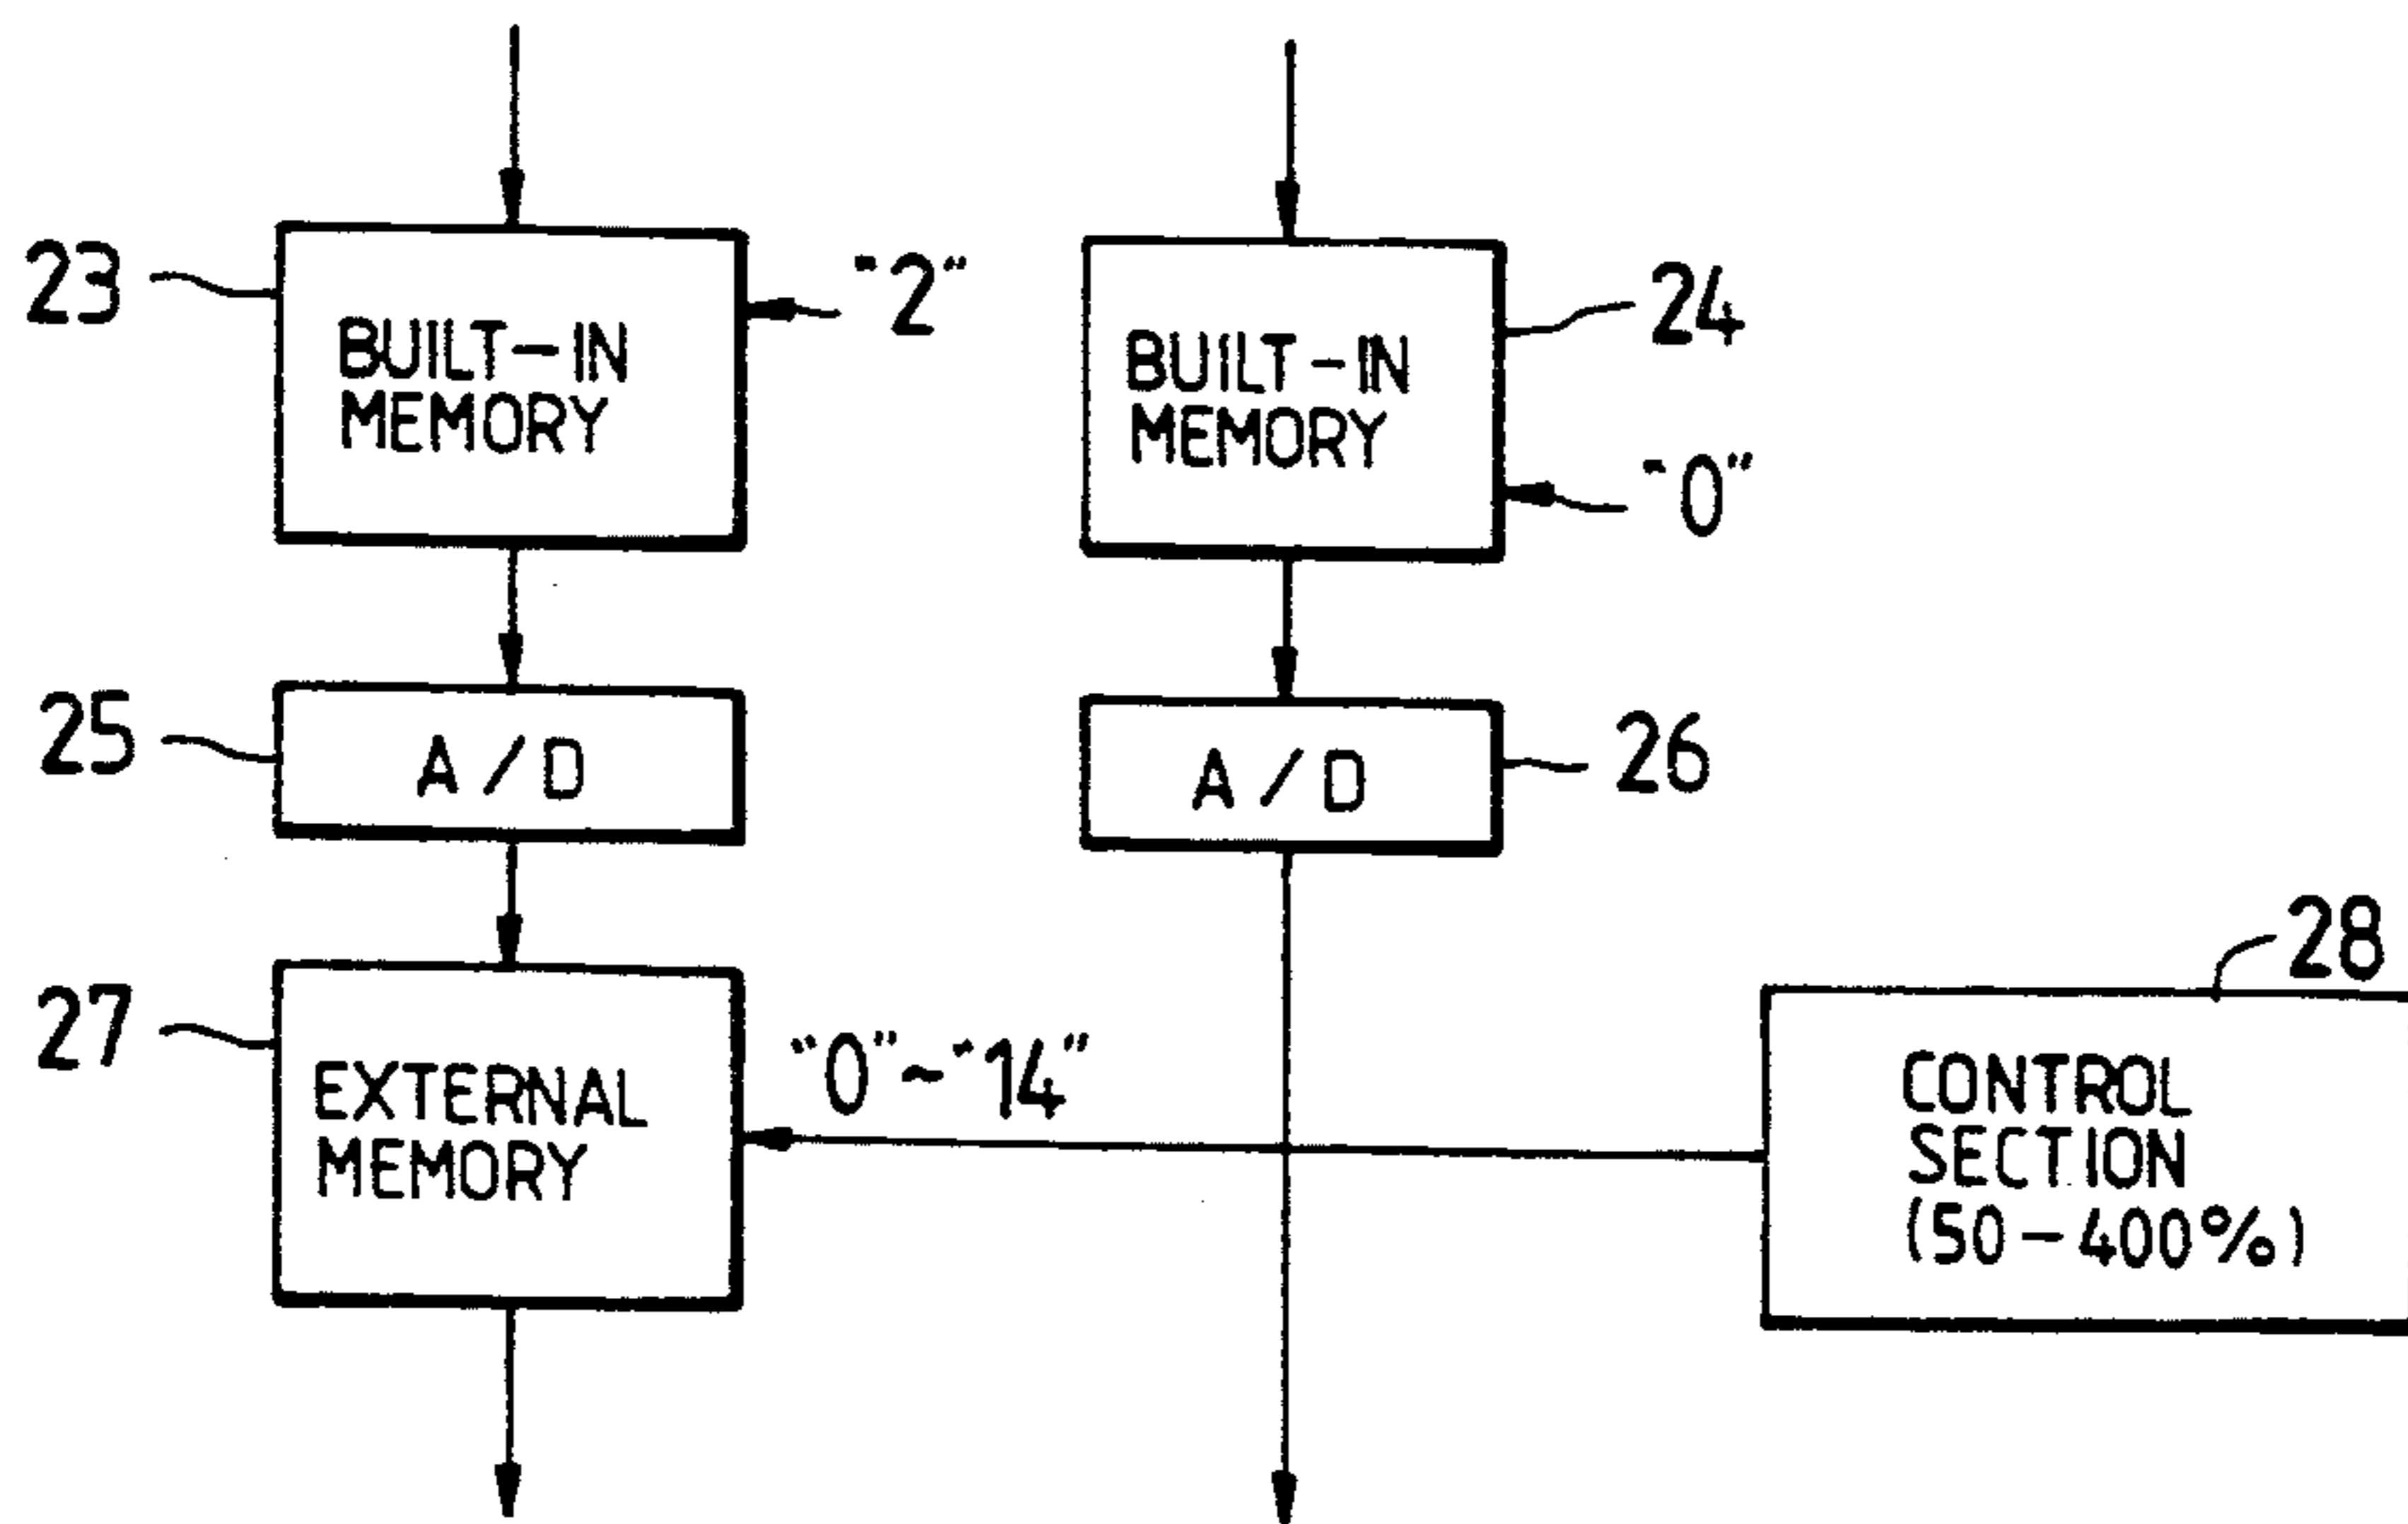 23
BUILT-IN
MEMORY
"2"
BUILT-IN
MEMORY
24
"0"
25
A/D
A/D
26
27
EXTERNAL
MEMORY
"0"~"14"
28
CONTROL
SECTION
(50-400%)